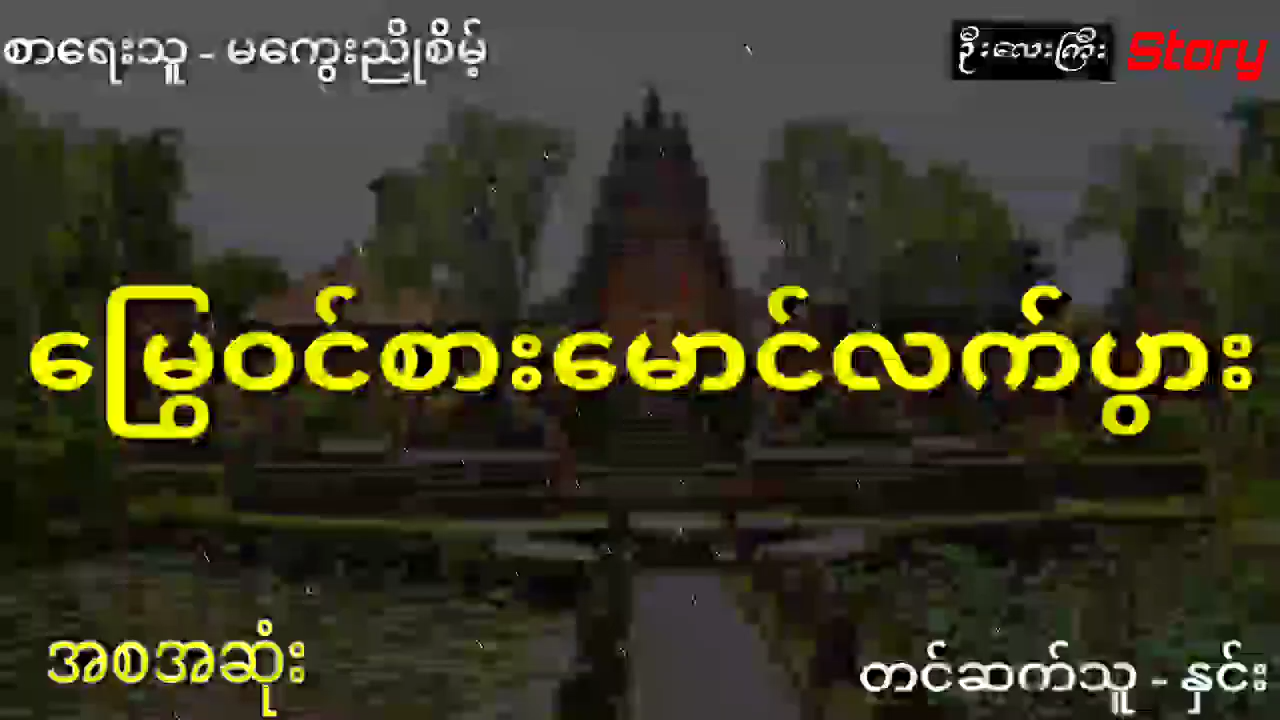 စာရေးသူ - မကွေးညိုစိမ့်
ဦးလေးကြီး Story
မြွေဝင်စားမောင်လက်ပွား
အစအဆုံး
တင်ဆက်သူ - နှင်း